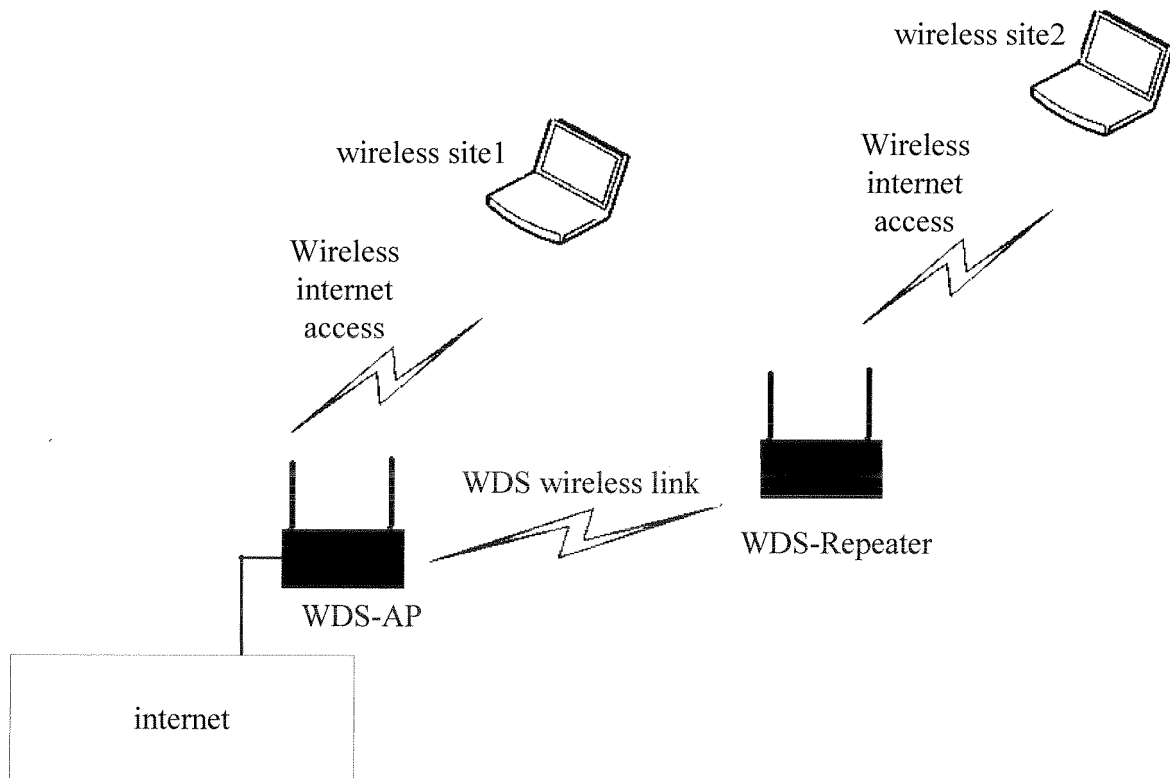 wireless site2
wireless site1
Wireless
internet
access
Wireless
internet
access
WDS wireless link
WDS-Repeater
WDS-AP
internet